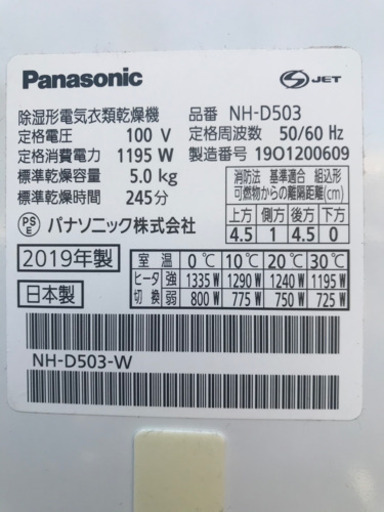 Panasonic
S JET
除湿形電気衣類乾燥機 品番 NH-D503
定格電圧 100 V 定格周波数 50/60 Hz
定格消費電力 1195 W 製造番号 19O1200609
標準乾燥容量 5.0 kg
標準乾燥時間 245分
消防法 基準適合 組込形
可燃物からの離隔距離(cm)
上方 側方 後方 下方
4.5 1 4.5 0
PS E パナソニック株式会社
2019年製
日本製
室温 0℃ 10℃ 20℃ 30℃
ヒータ切換 強 1335 W 1290 W 1240 W 1195 W
弱 800 W 775 W 750 W 725 W
NH-D503-W